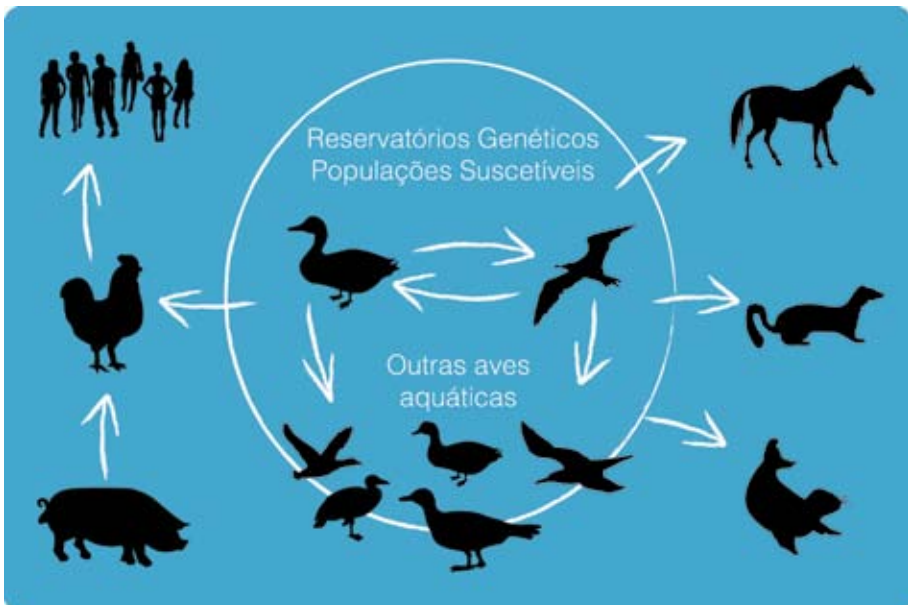 Reservatórios Genéticos
Populações Suscetíveis
Outras aves
aquáticas